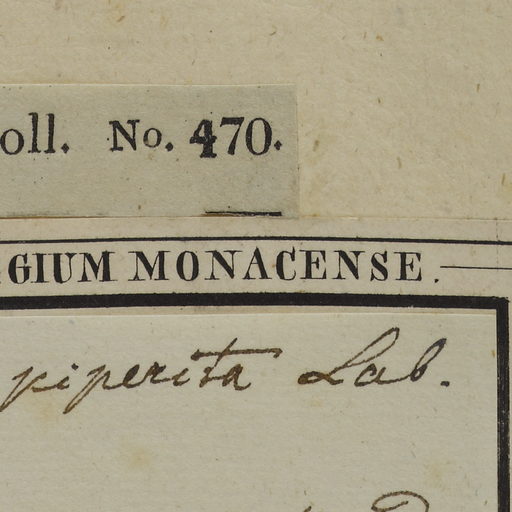 oll. No. 470.
GIUM MONACENSE.
piperita Lab.